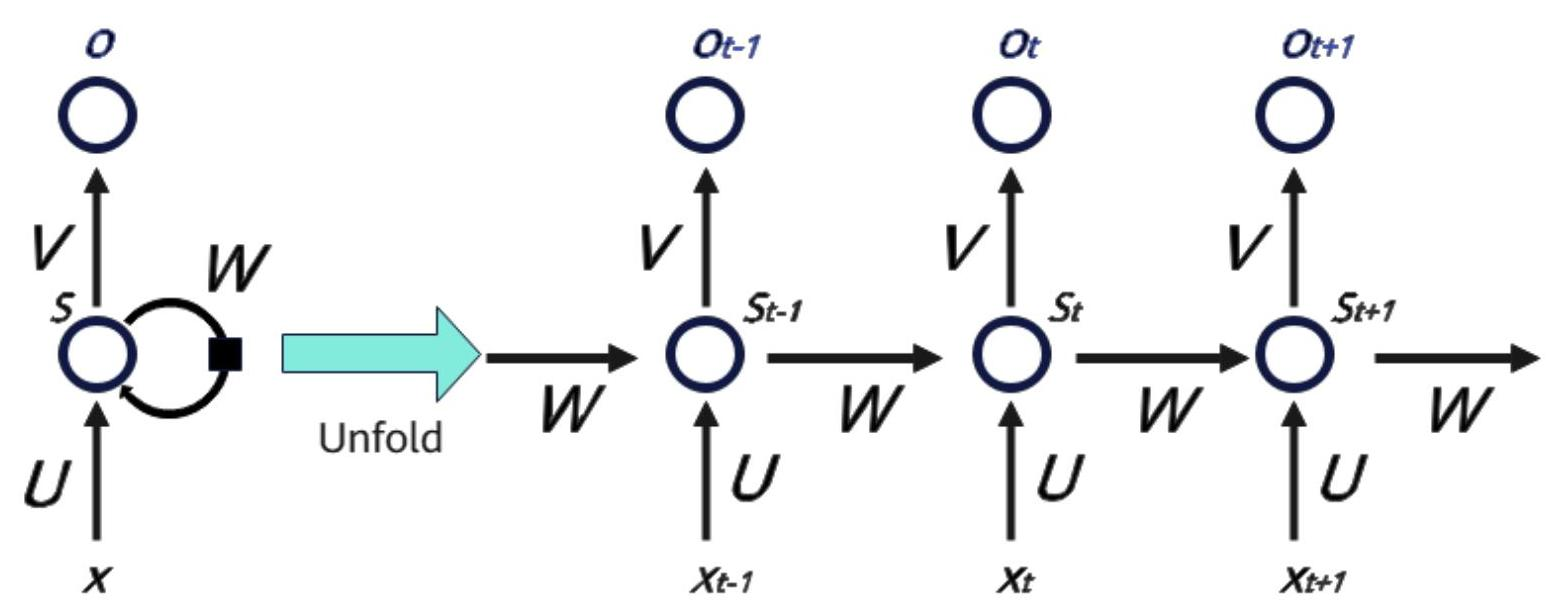 o Ot-1 Ot Ot+1
V W V V V
S St-1 St St+1
Unfold W W W W
U U U U
x Xt-1 Xt Xt+1